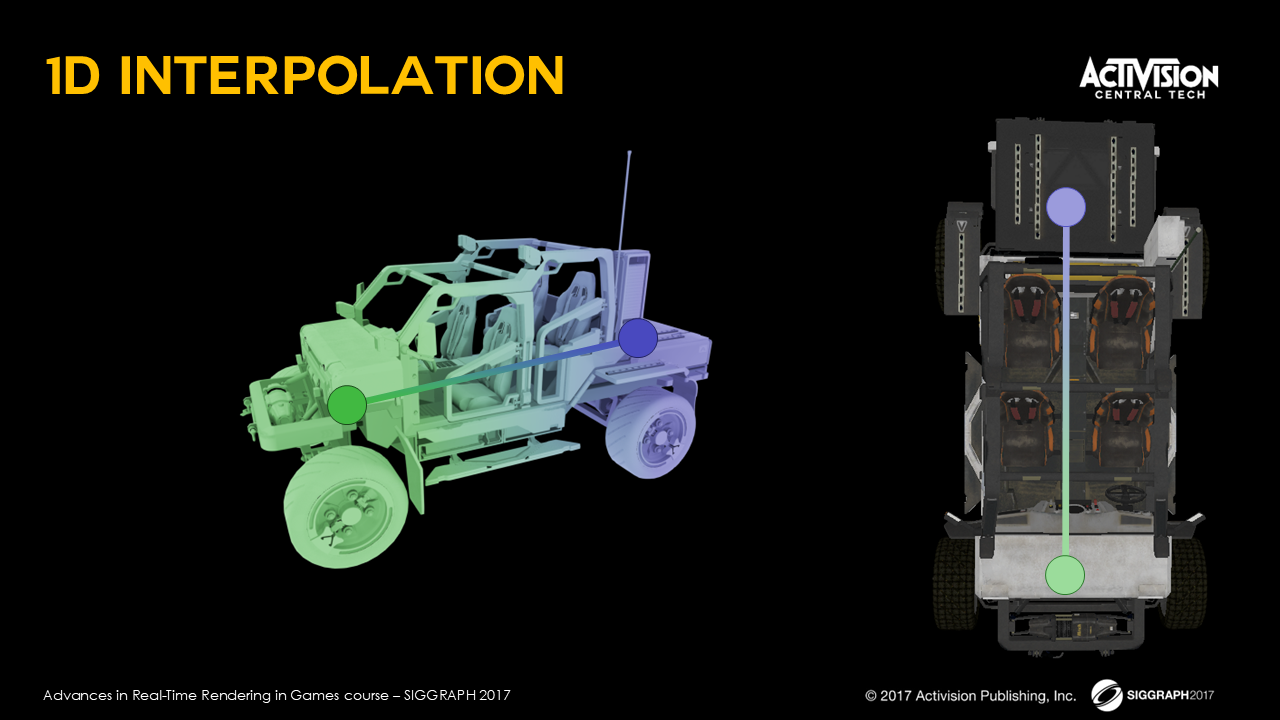 1D INTERPOLATION
ACTIVISION
CENTRAL TECH
Advances in Real-Time Rendering in Games course – SIGGRAPH 2017
© 2017 Activision Publishing, Inc.
SIGGRAPH2017